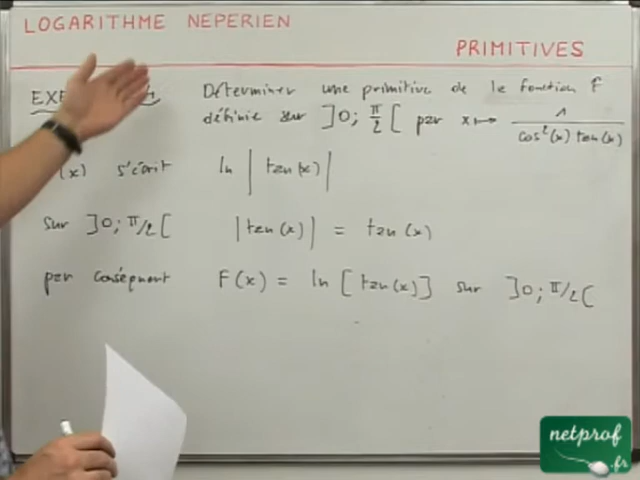 LOGARITHME NEPERIEN
PRIMITIVES
Déterminer une primitive de la fonction f
définie sur ]0; π/2[ par x ↦ 1/(cos²(x) tan(x))
(x) s'écrit ln |tan(x)|
sur ]0; π/2[ |tan(x)| = tan(x)
par conséquent F(x) = ln [tan(x)] sur ]0; π/2[
netprof
.fr